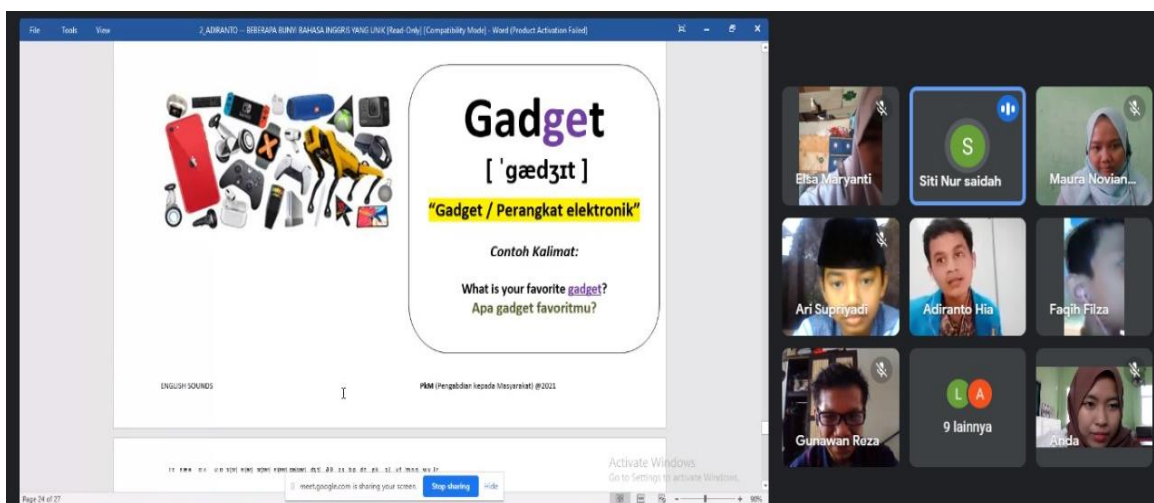 File Tools View 2_ADIRANTO -- BEBERAPA BUNYI BAHASA INGGRIS YANG UNIK [Read-Only] [Compatibility Mode] - Word (Product Activation Failed)
Gadget
[ ˈgædʒɪt ]
“Gadget / Perangkat elektronik”
Contoh Kalimat:
What is your favorite gadget?
Apa gadget favoritmu?
ENGLISH SOUNDS PkM (Pengabdian kepada Masyarakat) @2021
Activate Windows
Go to Settings to activate Windows.
meet.google.com is sharing your screen. Stop sharing Hide
Page 24 of 27 90%
Elsa Maryanti
S
Siti Nur saidah
Maura Novian...
Ari Supriyadi
Adiranto Hia
Faqih Filza
Gunawan Reza
L A
9 lainnya
Anda